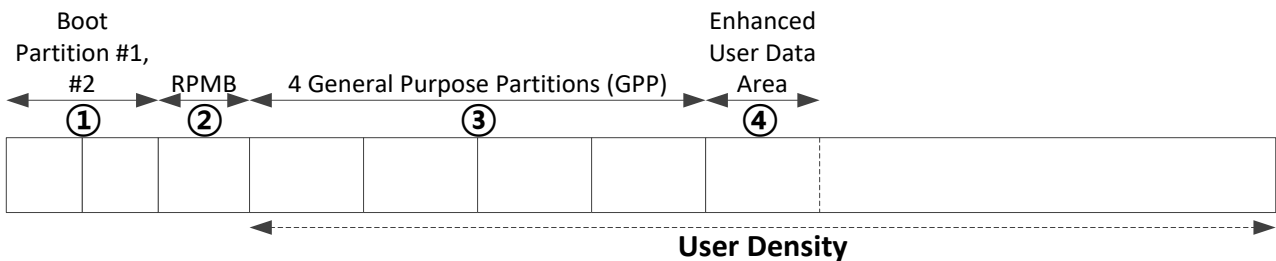 Boot
Partition #1,
#2
RPMB
4 General Purpose Partitions (GPP)
Enhanced
User Data
Area
①
②
③
④
User Density